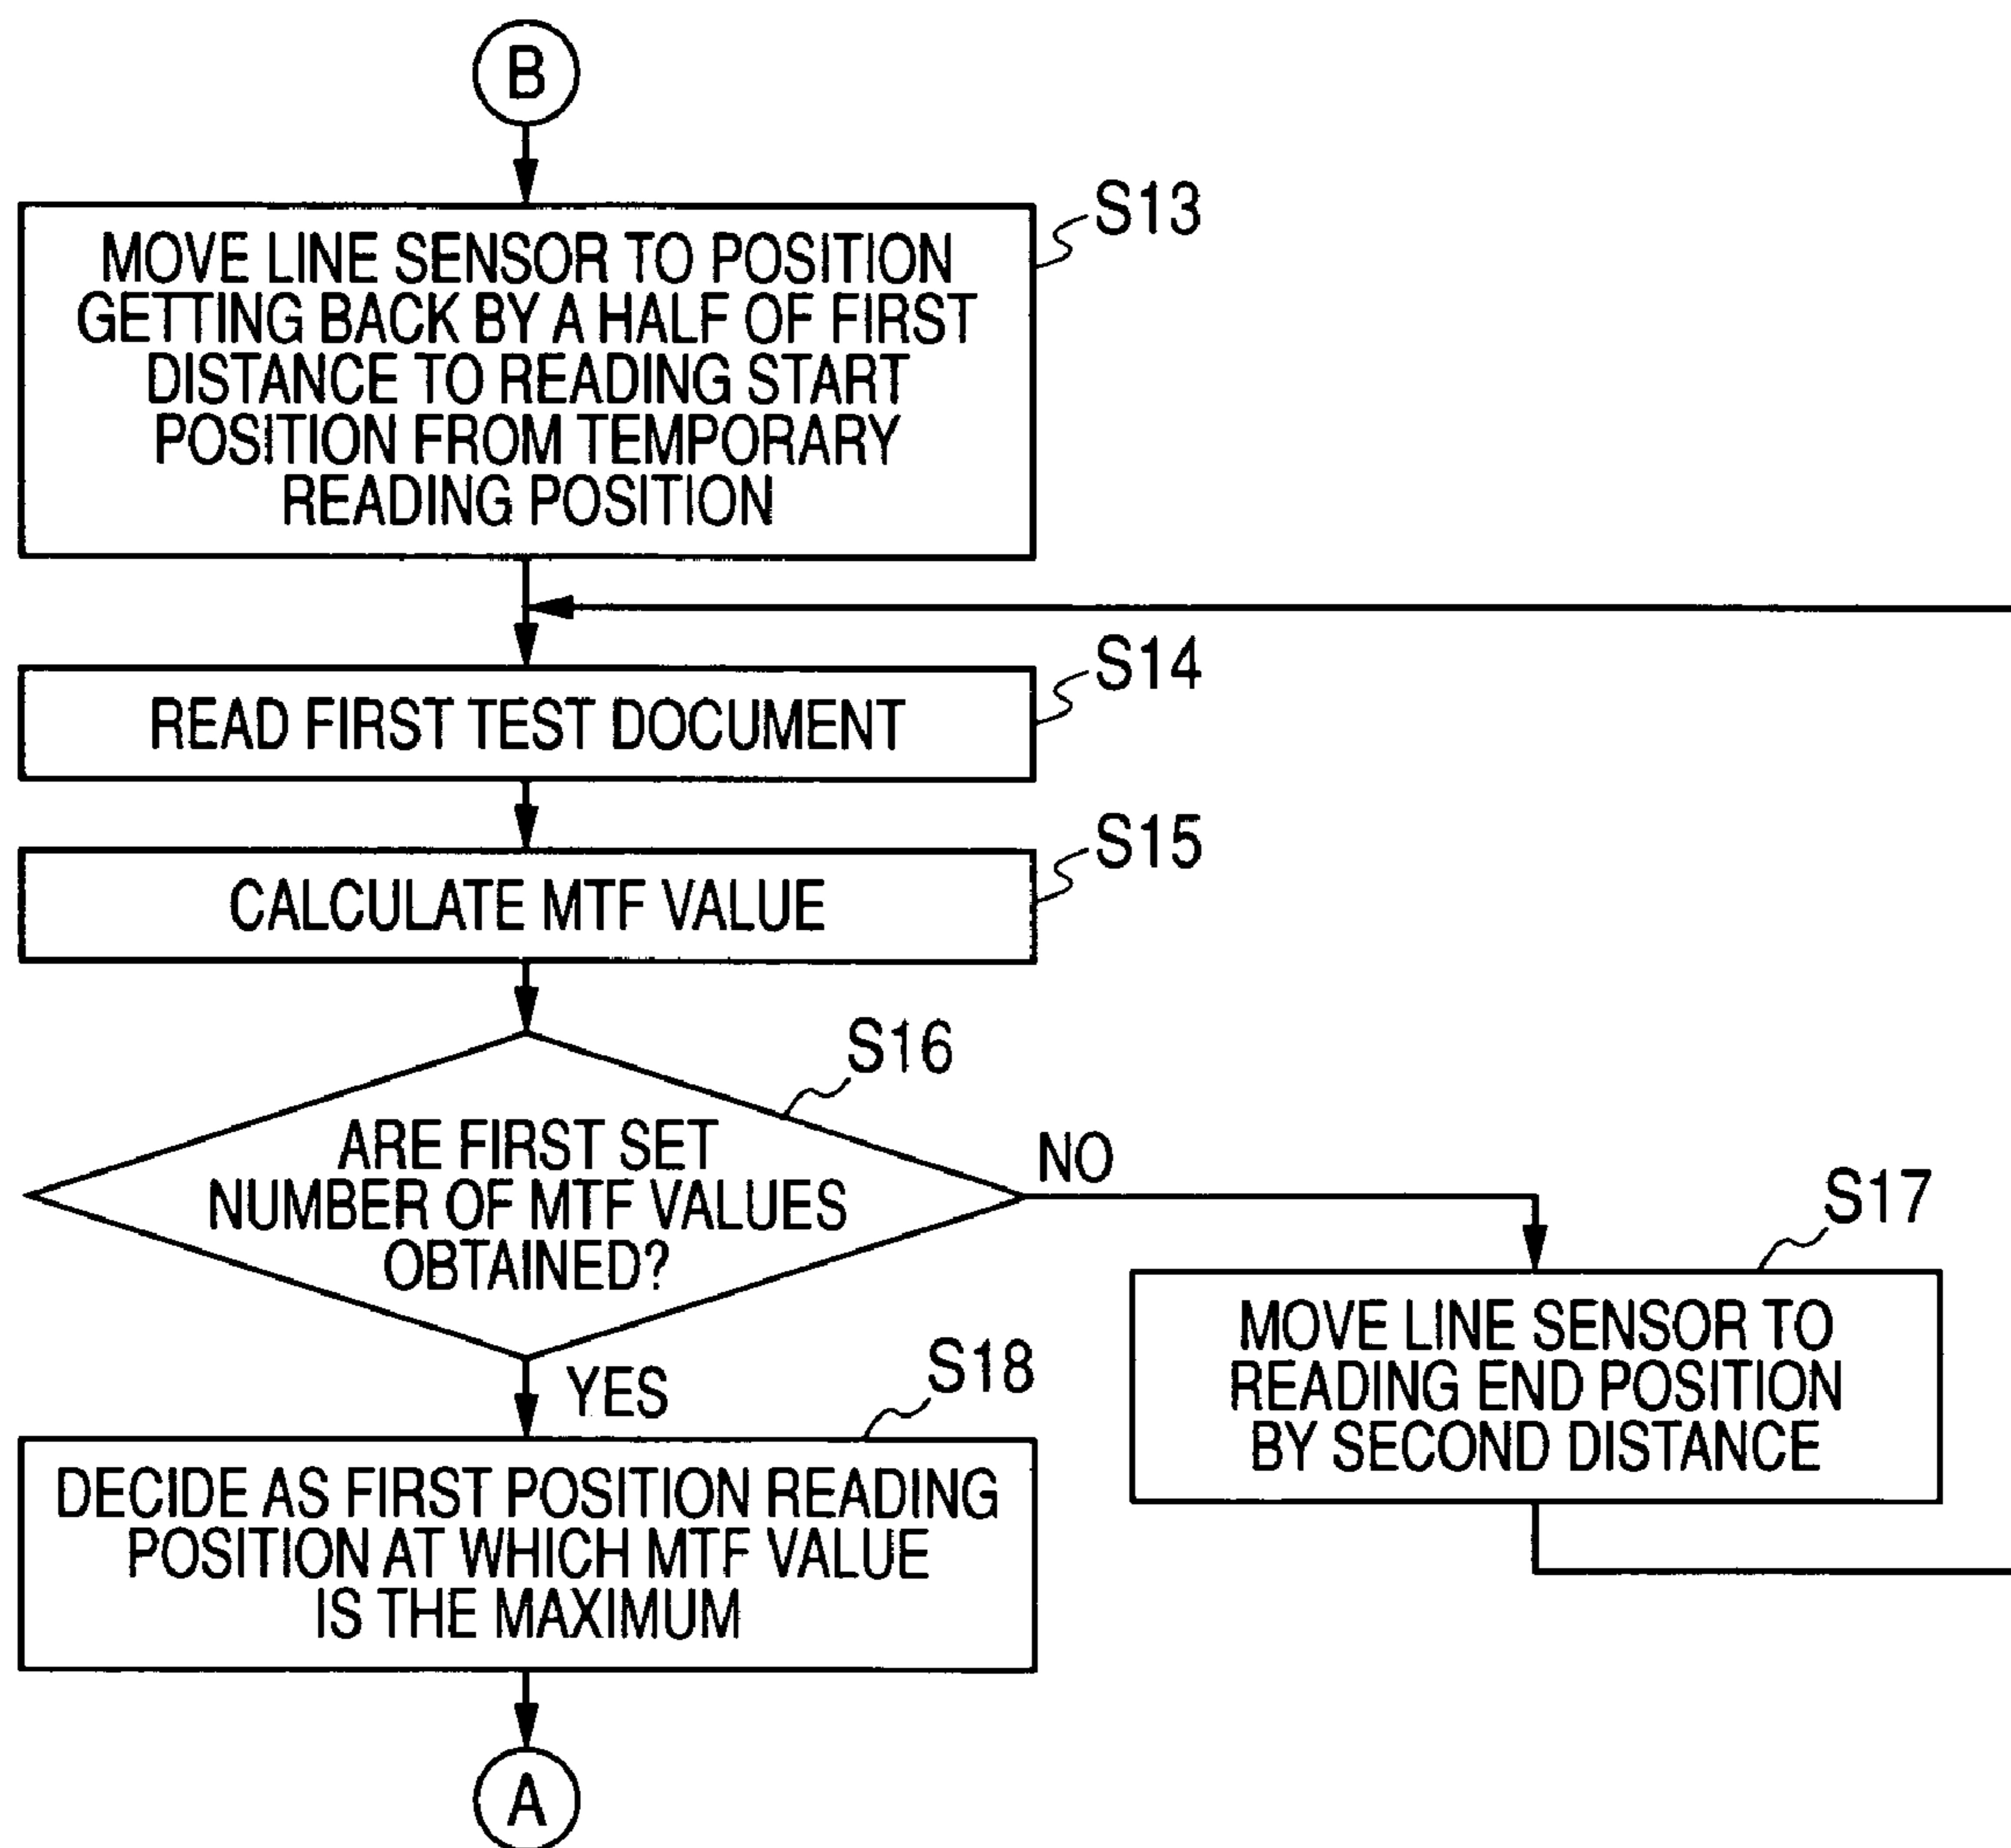 B
S13
MOVE LINE SENSOR TO POSITION
GETTING BACK BY A HALF OF FIRST
DISTANCE TO READING START
POSITION FROM TEMPORARY
READING POSITION
S14
READ FIRST TEST DOCUMENT
S15
CALCULATE MTF VALUE
S16
ARE FIRST SET
NUMBER OF MTF VALUES
OBTAINED?
NO
S17
MOVE LINE SENSOR TO
READING END POSITION
BY SECOND DISTANCE
YES
S18
DECIDE AS FIRST POSITION READING
POSITION AT WHICH MTF VALUE
IS THE MAXIMUM
A